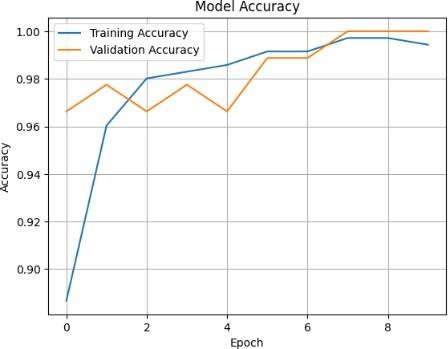 Model Accuracy
Training Accuracy
Validation Accuracy
1.00
0.98
0.96
0.94
0.92
0.90
Accuracy
0 2 4 6 8
Epoch